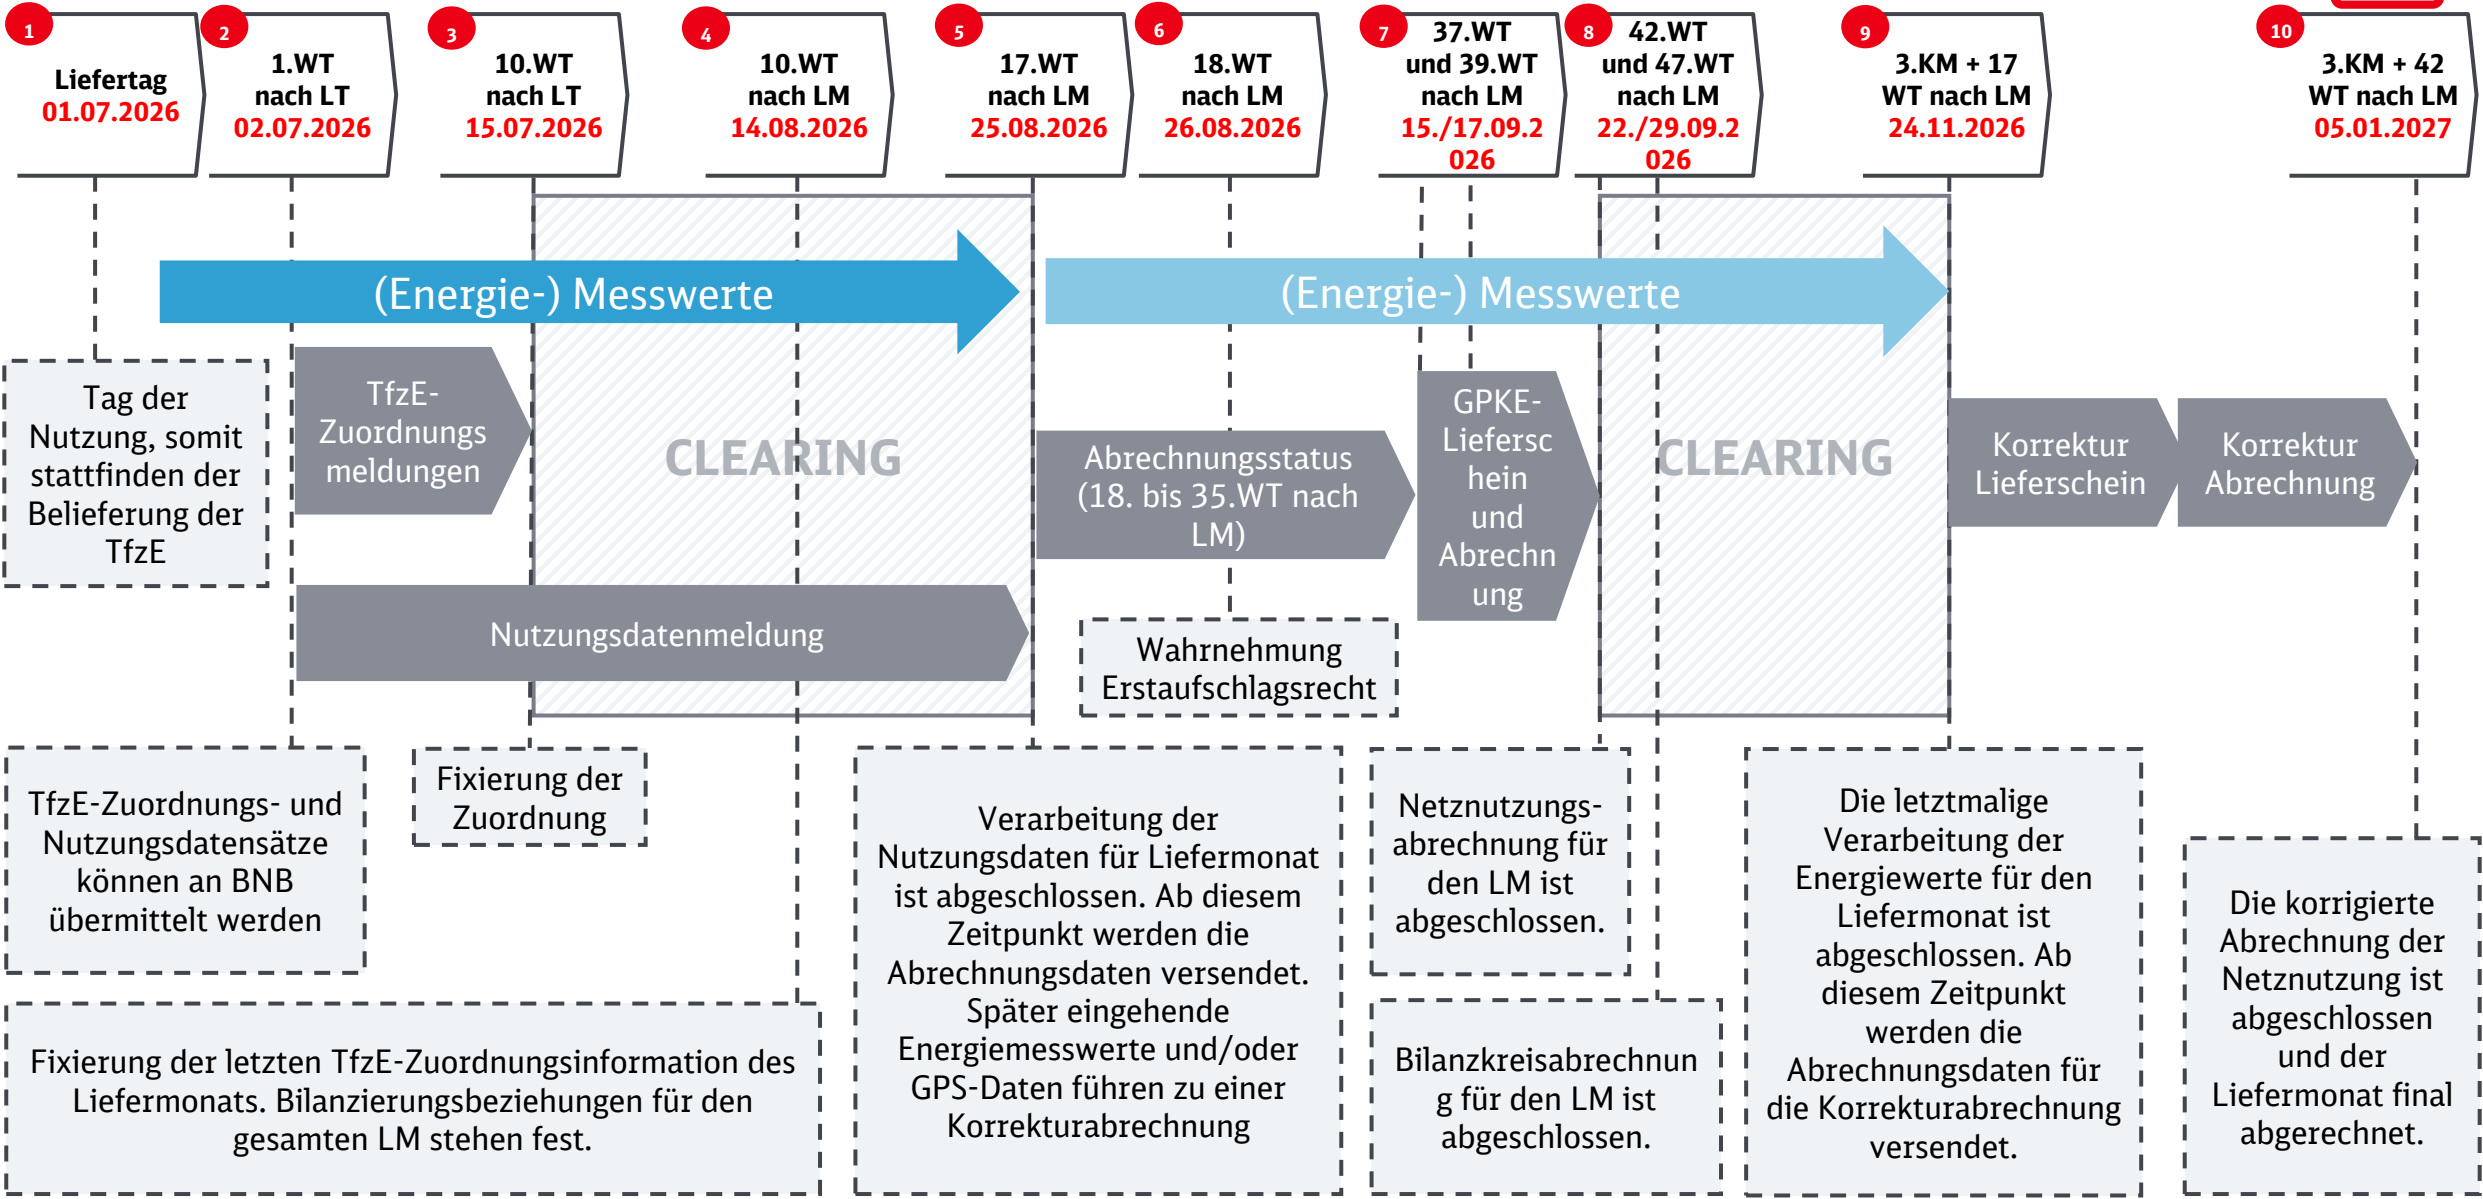 1
Liefertag
01.07.2026
2
1.WT
nach LT
02.07.2026
3
10.WT
nach LT
15.07.2026
4
10.WT
nach LM
14.08.2026
5
17.WT
nach LM
25.08.2026
6
18.WT
nach LM
26.08.2026
7
37.WT
und 39.WT
nach LM
15./17.09.2
026
8
42.WT
und 47.WT
nach LM
22./29.09.2
026
9
3.KM + 17
WT nach LM
24.11.2026
10
3.KM + 42
WT nach LM
05.01.2027
(Energie-) Messwerte
(Energie-) Messwerte
Tag der
Nutzung, somit
stattfinden der
Belieferung der
TfzE
TfzE-
Zuordnungs
meldungen
CLEARING
Abrechnungsstatus
(18. bis 35.WT nach
LM)
GPKE-
Liefersc
hein
und
Abrechn
ung
CLEARING
Korrektur
Lieferschein
Korrektur
Abrechnung
Nutzungsdatenmeldung
Wahrnehmung
Erstaufschlagsrecht
TfzE-Zuordnungs- und
Nutzungsdatensätze
können an BNB
übermittelt werden
Fixierung der
Zuordnung
Fixierung der letzten TfzE-Zuordnungsinformation des
Liefermonats. Bilanzierungsbeziehungen für den
gesamten LM stehen fest.
Verarbeitung der
Nutzungsdaten für Liefermonat
ist abgeschlossen. Ab diesem
Zeitpunkt werden die
Abrechnungsdaten versendet.
Später eingehende
Energiemesswerte und/oder
GPS-Daten führen zu einer
Korrekturabrechnung
Netznutzungs-
abrechnung für
den LM ist
abgeschlossen.
Bilanzkreisabrechnun
g für den LM ist
abgeschlossen.
Die letztmalige
Verarbeitung der
Energiewerte für den
Liefermonat ist
abgeschlossen. Ab
diesem Zeitpunkt
werden die
Abrechnungsdaten für
die Korrekturabrechnung
versendet.
Die korrigierte
Abrechnung der
Netznutzung ist
abgeschlossen
und der
Liefermonat final
abgerechnet.